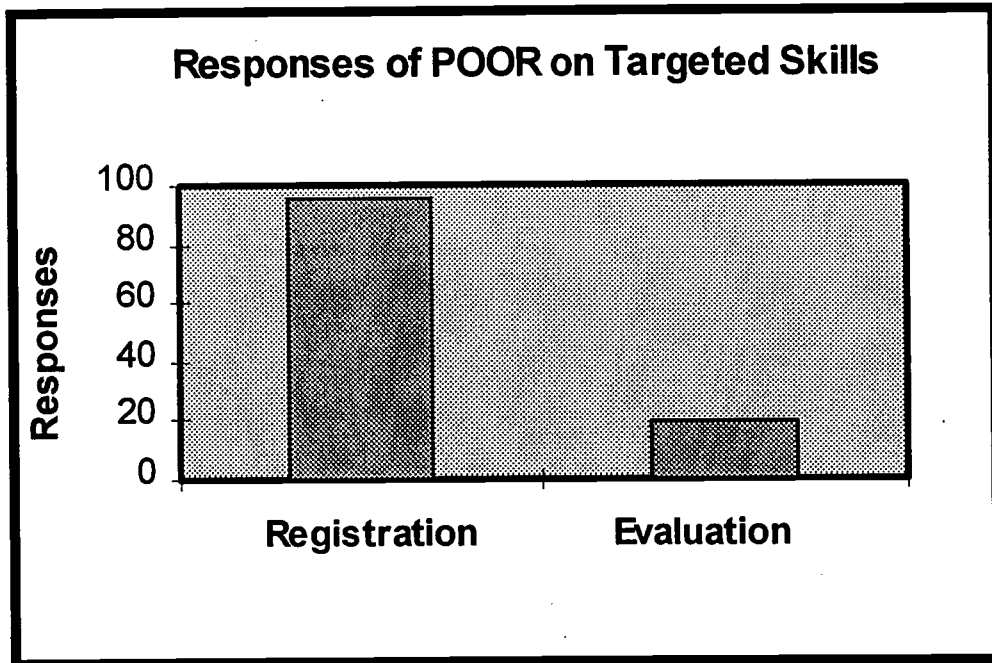 Responses of POOR on Targeted Skills
100
80
60
40
20
0
Responses
Registration Evaluation